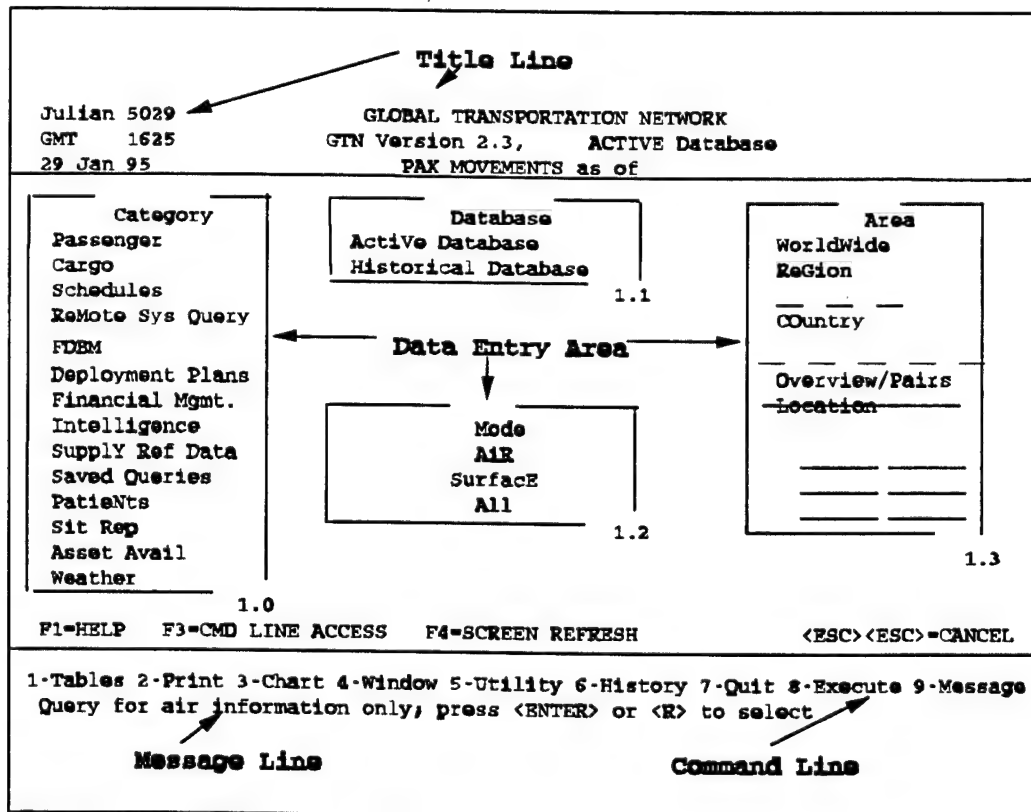 Title Line
Julian 5029
GLOBAL TRANSPORTATION NETWORK
GMT 1625
GTN Version 2.3, ACTIVE Database
29 Jan 95
PAX MOVEMENTS as of
Category
Passenger
Cargo
Schedules
ReMote Sys Query
FDBM
Deployment Plans
Financial Mgmt.
Intelligence
SupplY Ref Data
Saved Queries
PatieNts
Sit Rep
Asset Avail
Weather
1.0
Database
ActiVe Database
Historical Database
1.1
Data Entry Area
Mode
AiR
SurfacE
All
1.2
Area
WorldWide
ReGion
COuntry
Overview/Pairs
Location
1.3
F1=HELP F3=CMD LINE ACCESS F4=SCREEN REFRESH <ESC><ESC>=CANCEL
1-Tables 2-Print 3-Chart 4-Window 5-Utility 6-History 7-Quit 8-Execute 9-Message
Query for air information only; press <ENTER> or <R> to select
Message Line
Command Line